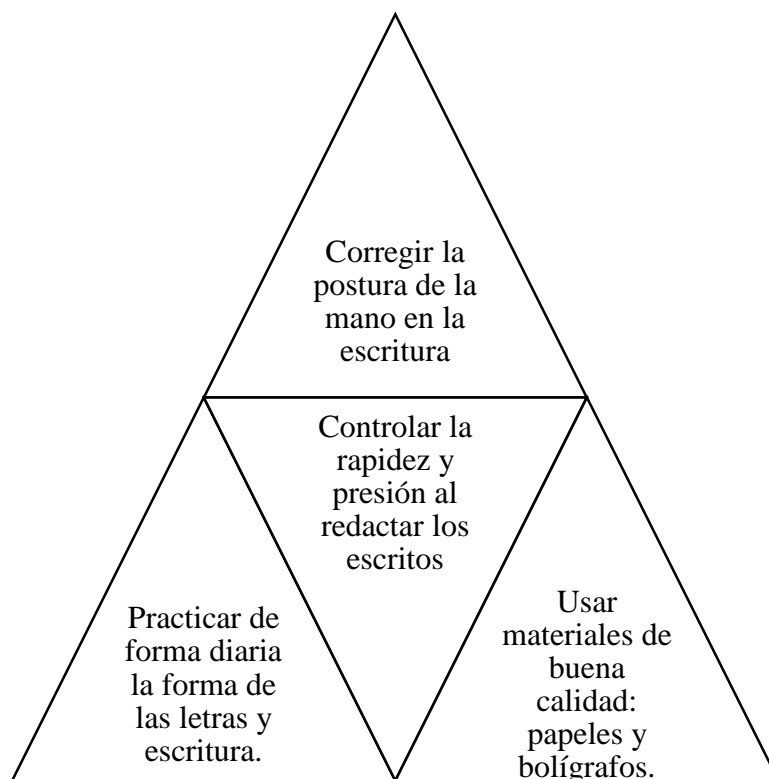 Corregir la
postura de la
mano en la
escritura
Controlar la
rapidez y
presión al
redactar los
escritos
Practicar de
forma diaria
la forma de
las letras y
escritura.
Usar
materiales de
buena
calidad:
papeles y
bolígrafos.